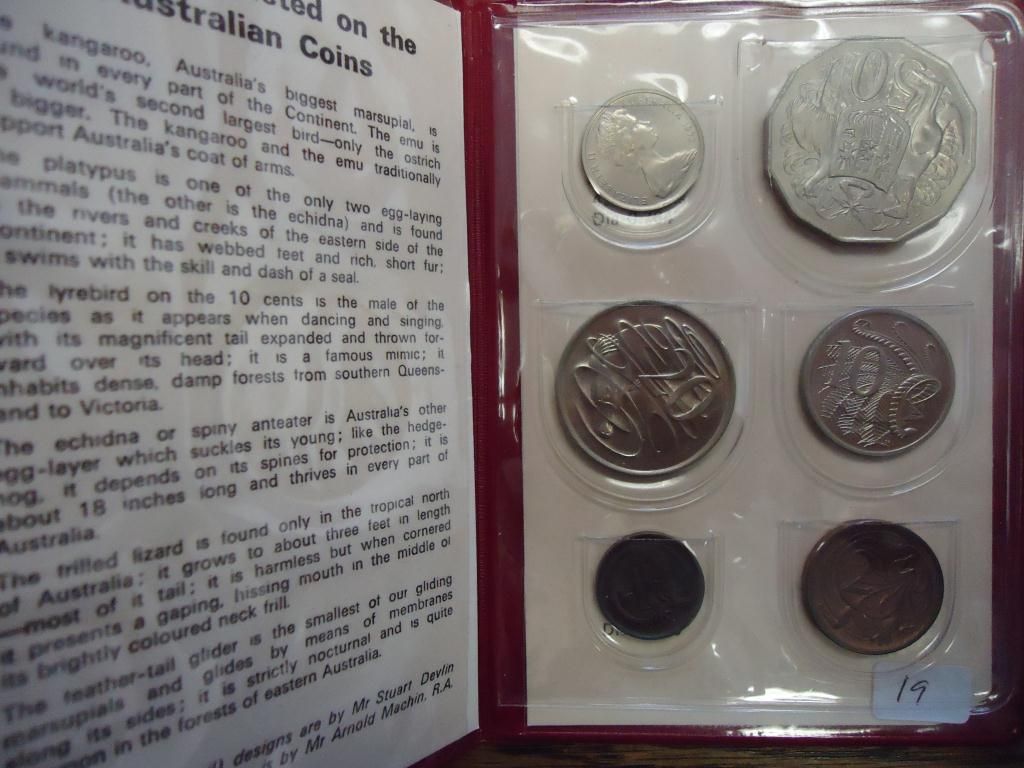 on the
Australian Coins
kangaroo, Australia's biggest marsupial, is
in every part of the Continent. The emu is
world's second largest bird—only the ostrich
bigger. The kangaroo and the emu traditionally
Australia's coat of arms.
platypus is one of the only two egg-laying
(the other is the echidna) and is found
the rivers and creeks of the eastern side of the
it has webbed feet and rich, short fur;
swims with the skill and dash of a seal.
lyrebird on the 10 cents is the male of the
as it appears when dancing and singing,
with its magnificent tail expanded and thrown for-
ward over its head; it is a famous mimic; it
inhabits dense, damp forests from southern Queens-
land to Victoria.
The echidna or spiny anteater is Australia's other
egg-layer which suckles its young; like the hedge-
hog, it depends on its spines for protection; it is
about 18 inches long and thrives in every part of
Australia.
The frilled lizard is found only in the tropical north
of Australia; it grows to about three feet in length
—most of it tail; it is harmless but when cornered
it presents a gaping, hissing mouth in the middle of
its brightly coloured neck frill.
The feather-tail glider is the smallest of our gliding
marsupials and glides by means of membranes
along its sides; it is strictly nocturnal and is quite
in the forests of eastern Australia.
designs are by Mr Stuart Devlin
is by Mr Arnold Machin, R.A.
50
20
10
19